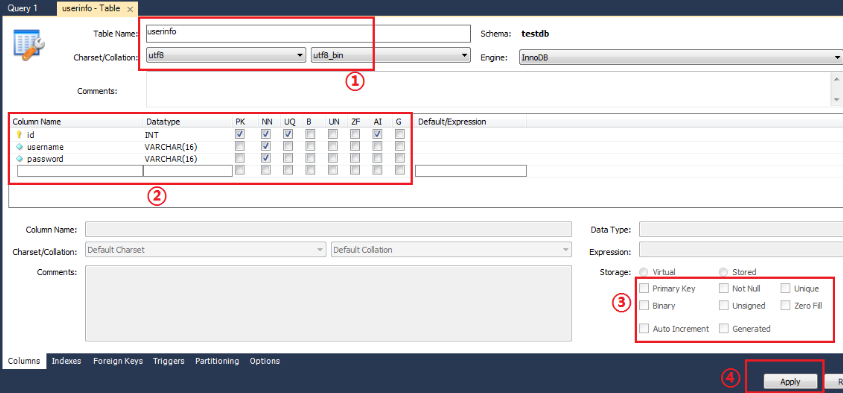 Query 1 userinfo - Table ×
Table Name: userinfo Schema: testdb
Charset/Collation: utf8 utf8_bin Engine: InnoDB
①
Comments:
Column Name Datatype PK NN UQ B UN ZF AI G Default/Expression
id INT
username VARCHAR(16)
password VARCHAR(16)
②
Column Name: Data Type:
Charset/Collation: Default Charset Default Collation Expression:
Comments: Storage: Virtual Stored
③ Primary Key Not Null Unique
Binary Unsigned Zero Fill
Auto Increment Generated
Columns Indexes Foreign Keys Triggers Partitioning Options
④ Apply R